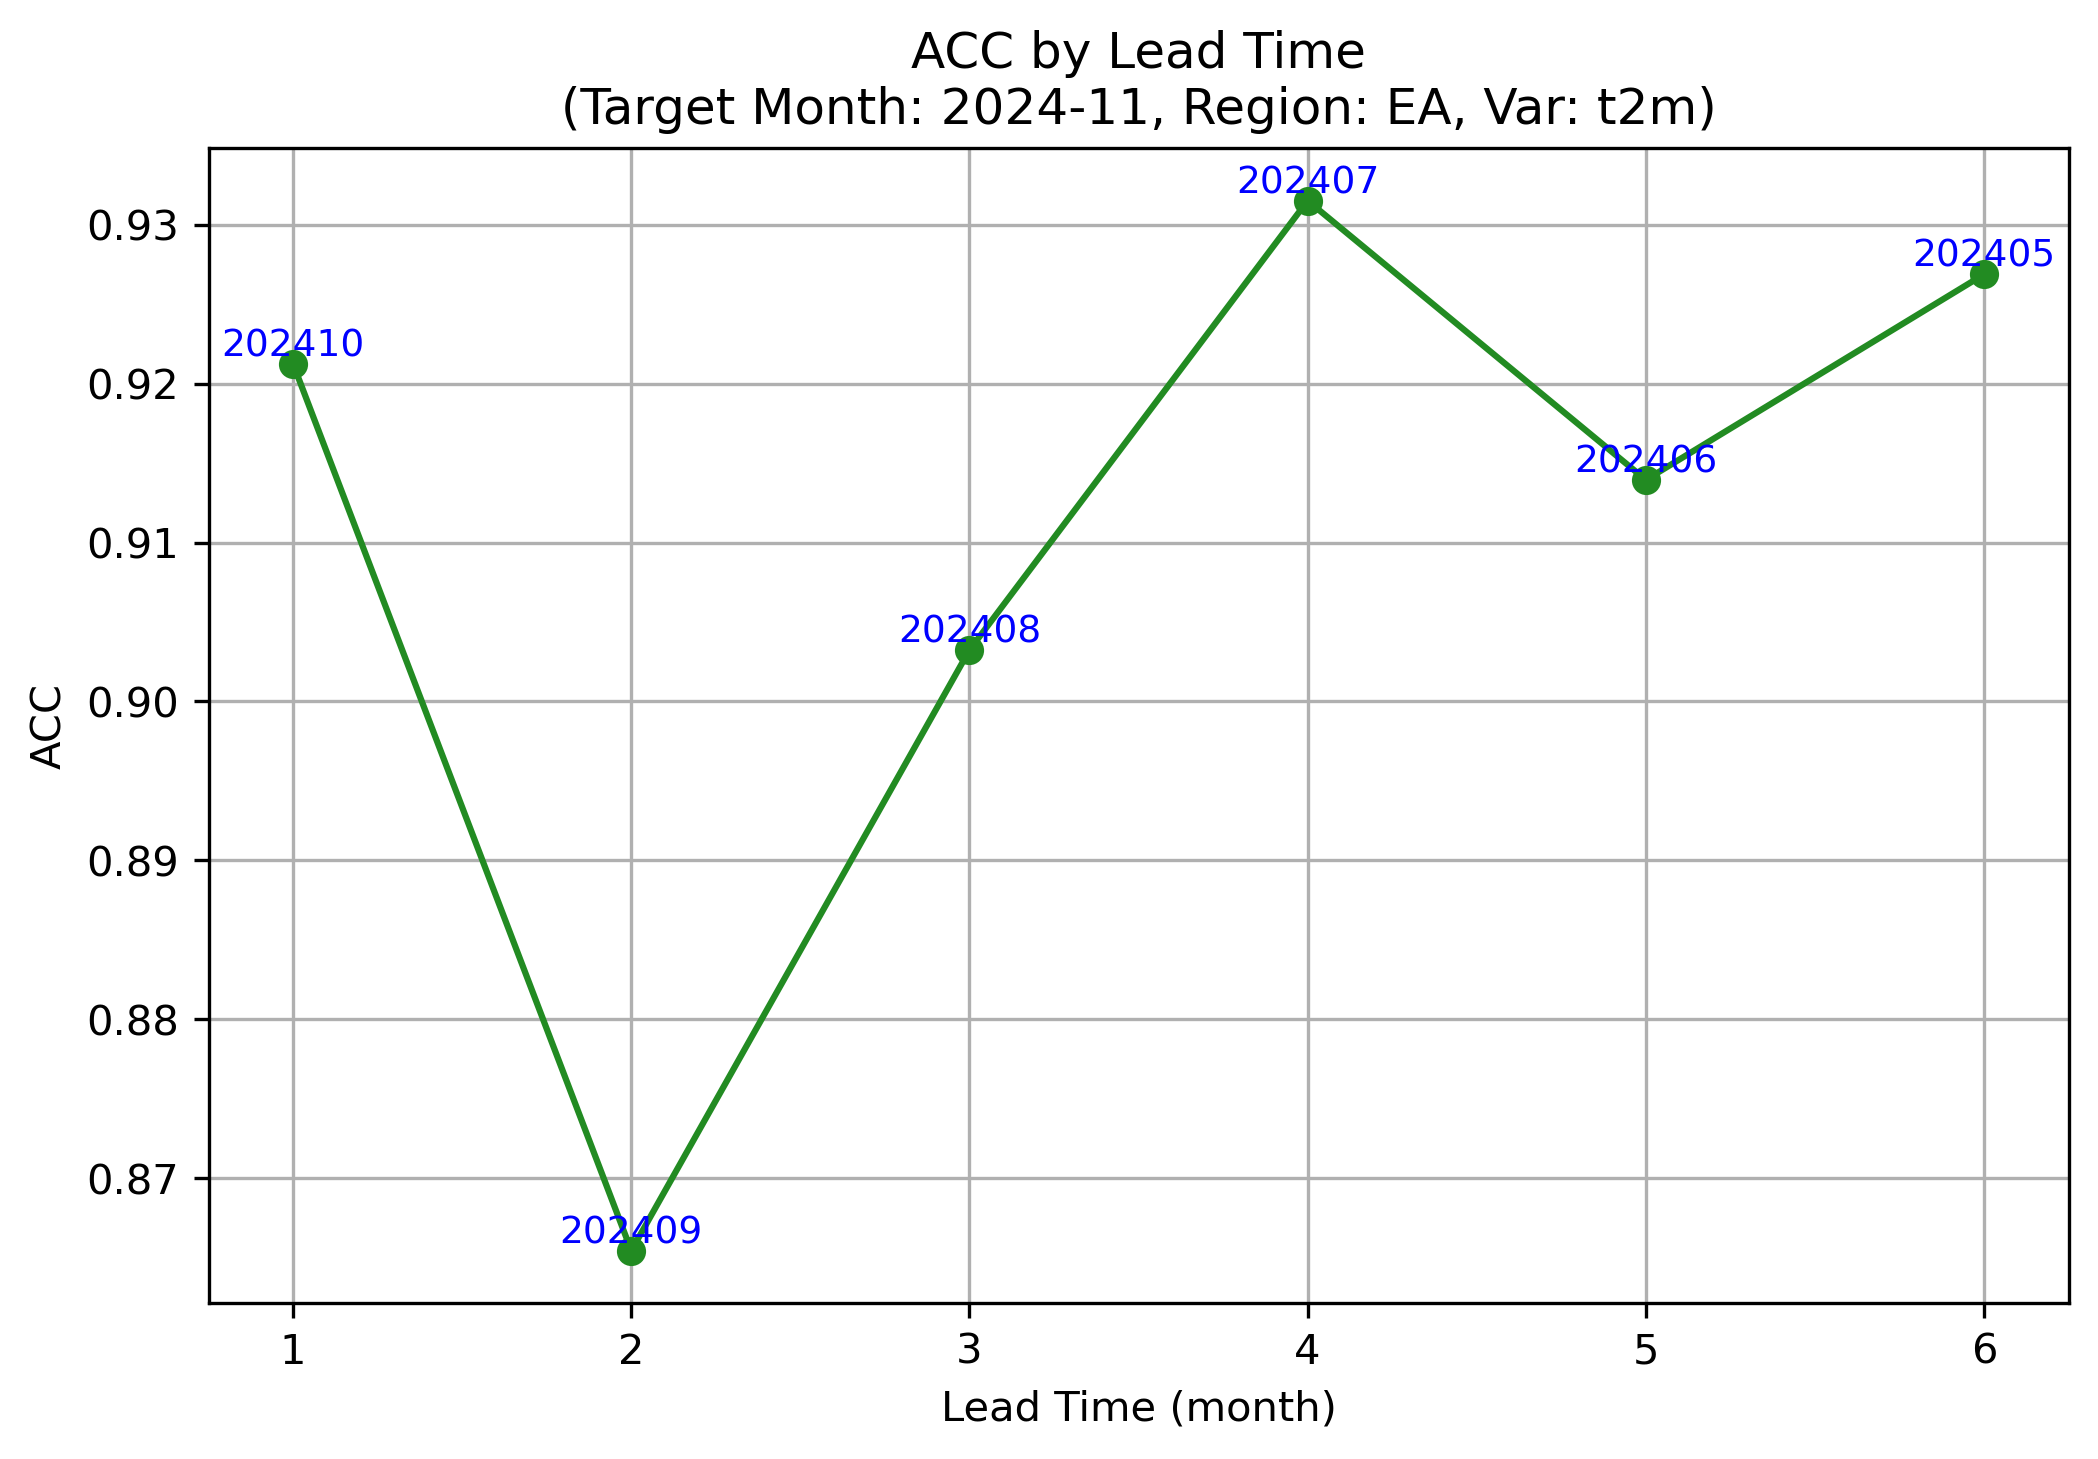 ACC by Lead Time
(Target Month: 2024-11, Region: EA, Var: t2m)
ACC
0.93
0.92
0.91
0.90
0.89
0.88
0.87
202410
202409
202408
202407
202406
202405
1 2 3 4 5 6
Lead Time (month)